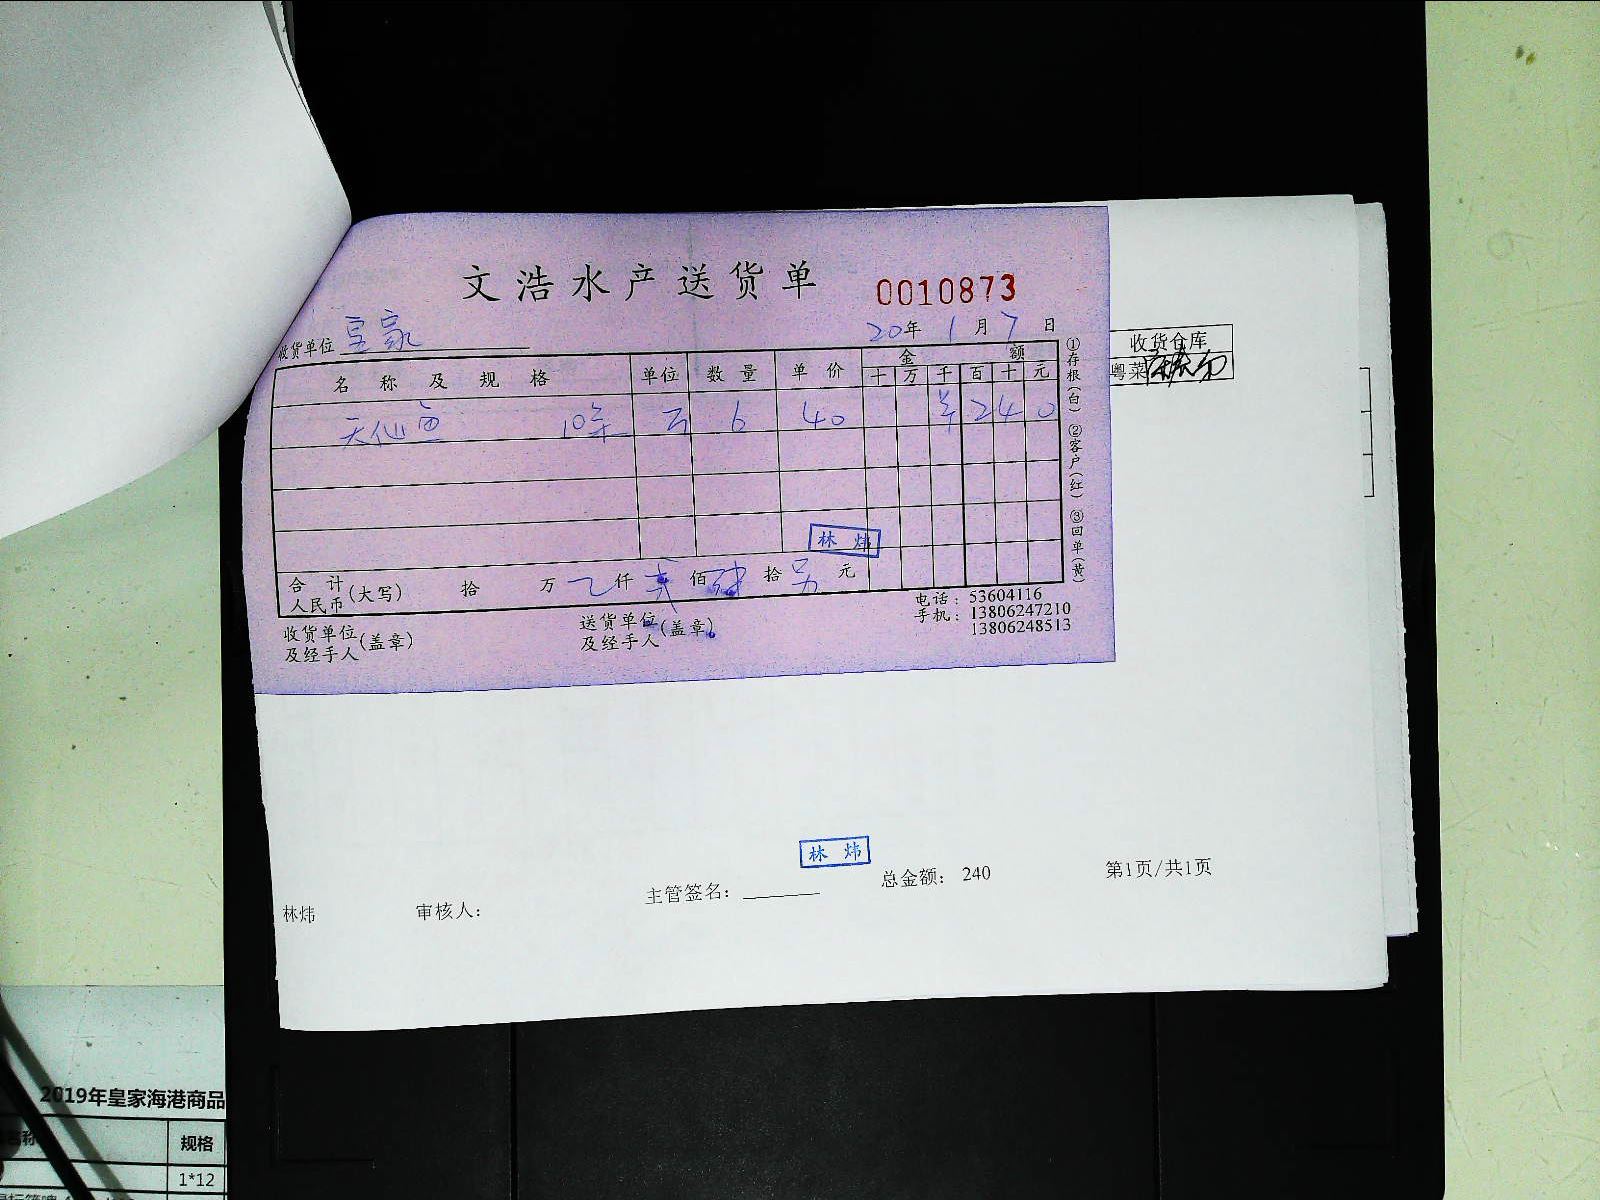 文浩水产送货单 0010873
收货单位 皇家 20年 1月 7日
名称及规格 单位 数量 单价 金额
十 万 千 百 十 元
天仙鱼 10条 6 40 2 4 0
林炜
合计人民币(大写) 拾 万 仟 佰 拾 元
收货单位及经手人(盖章) 送货单位及经手人(盖章)
电话:53604116
手机:13806247210
13806248513
①存根(白) ②客户(红) ③回单(黄)
收货仓库
粤菜
林炜
林炜 审核人: 主管签名: 总金额: 240 第1页/共1页
2019年皇家海港商品
规格
1*12